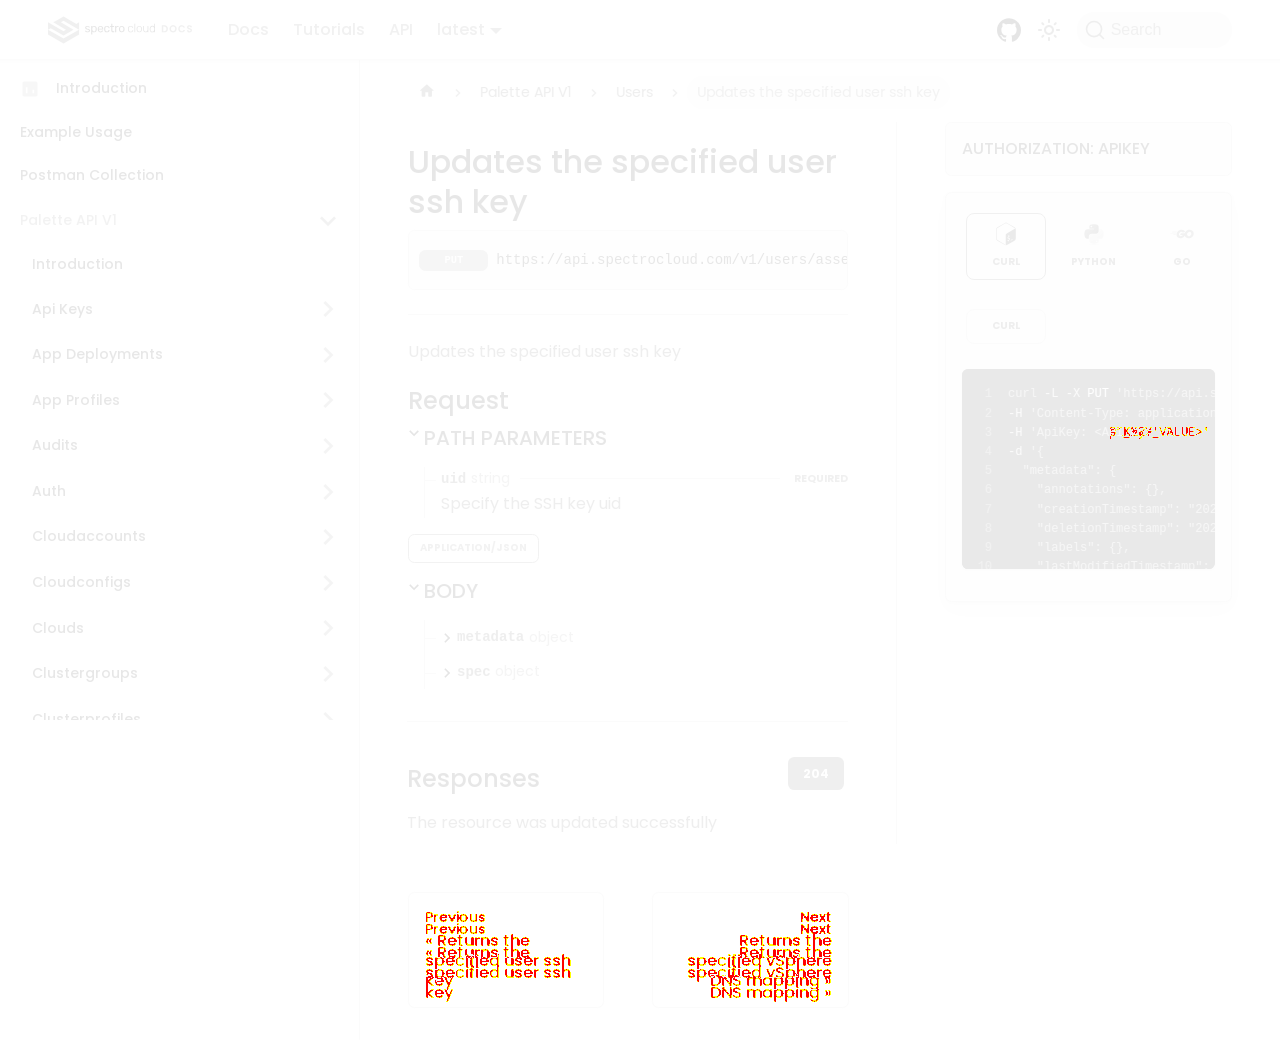 spectro cloud DOCS
Docs
Tutorials
API
latest
Search
Introduction
Example Usage
Postman Collection
Palette API V1
Introduction
Api Keys
App Deployments
App Profiles
Audits
Auth
Cloudaccounts
Cloudconfigs
Clouds
Clustergroups
Clusterprofiles
Palette API V1
Users
Updates the specified user ssh key
Updates the specified user
ssh key
PUT
https://api.spectrocloud.com/v1/users/asse
Updates the specified user ssh key
Request
PATH PARAMETERS
uid string
REQUIRED
Specify the SSH key uid
APPLICATION/JSON
BODY
metadata object
spec object
Responses
204
The resource was updated successfully
Previous
Previous
« Returns the
« Returns the
specified user ssh
specified user ssh
key
key
Next
Next
Returns the
Returns the
specified vSphere
specified vSphere
DNS mapping »
DNS mapping »
AUTHORIZATION: APIKEY
CURL
PYTHON
GO
GO
CURL
1 curl -L -X PUT 'https://api.s
2 -H 'Content-Type: application
3 -H 'ApiKey: <A
_VALUE>'
4 -d '{
5 "metadata": {
6 "annotations": {},
7 "creationTimestamp": "202
8 "deletionTimestamp": "202
9 "labels": {},
10 "lastModifiedTimestamp":